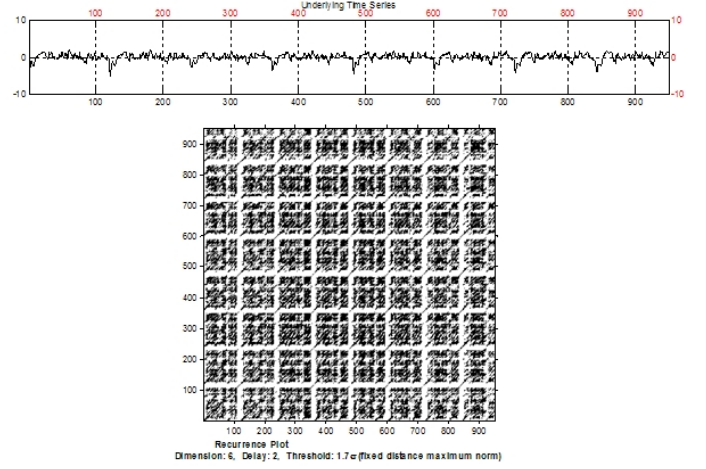 Underlying Time Series
100 200 300 400 500 600 700 800 900
10 10
0 0
-10 -10
100 200 300 400 500 600 700 800 900
900
800
700
600
500
400
300
200
100
100 200 300 400 500 600 700 800 900
Recurrence Plot
Dimension: 6, Delay: 2, Threshold: 1.7σ (fixed distance maximum norm)